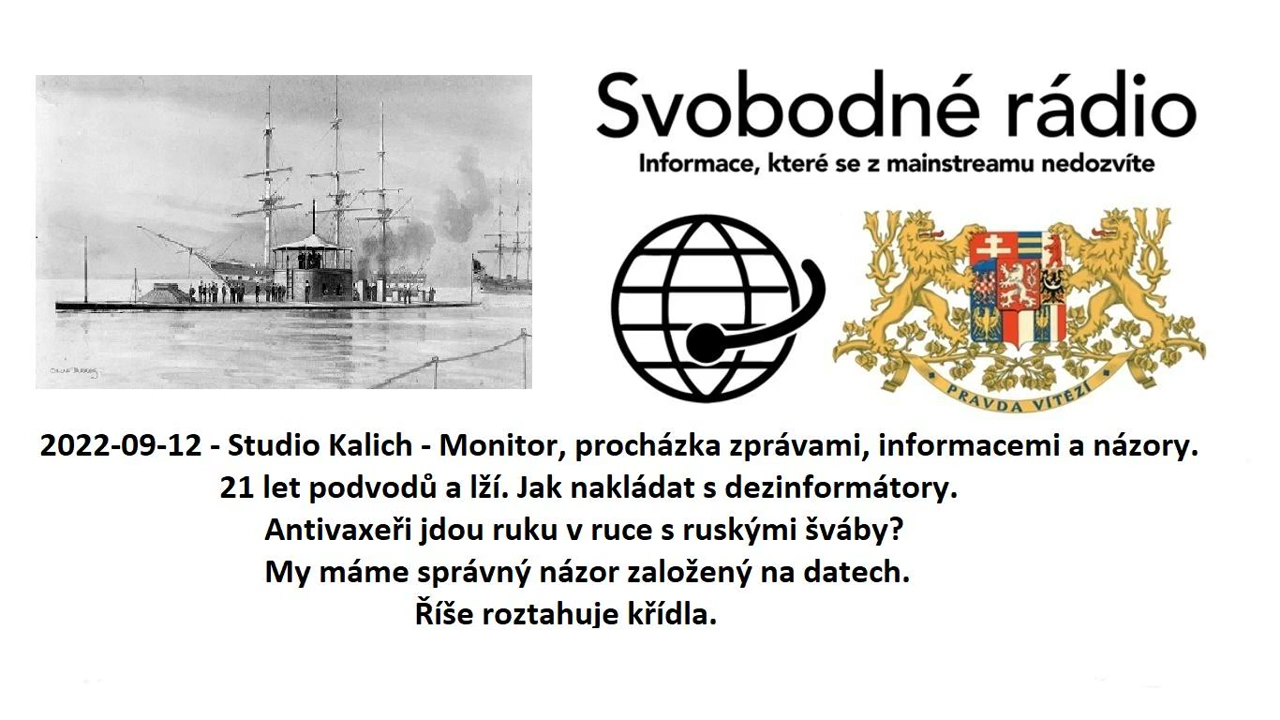 Svobodné rádio
Informace, které se z mainstreamu nedozvíte
PRAVDA VÍTĚZÍ
2022-09-12 - Studio Kalich - Monitor, procházka zprávami, informacemi a názory.
21 let podvodů a lží. Jak nakládat s dezinformátory.
Antivaxeři jdou ruku v ruce s ruskými šváby?
My máme správný názor založený na datech.
Říše roztahuje křídla.